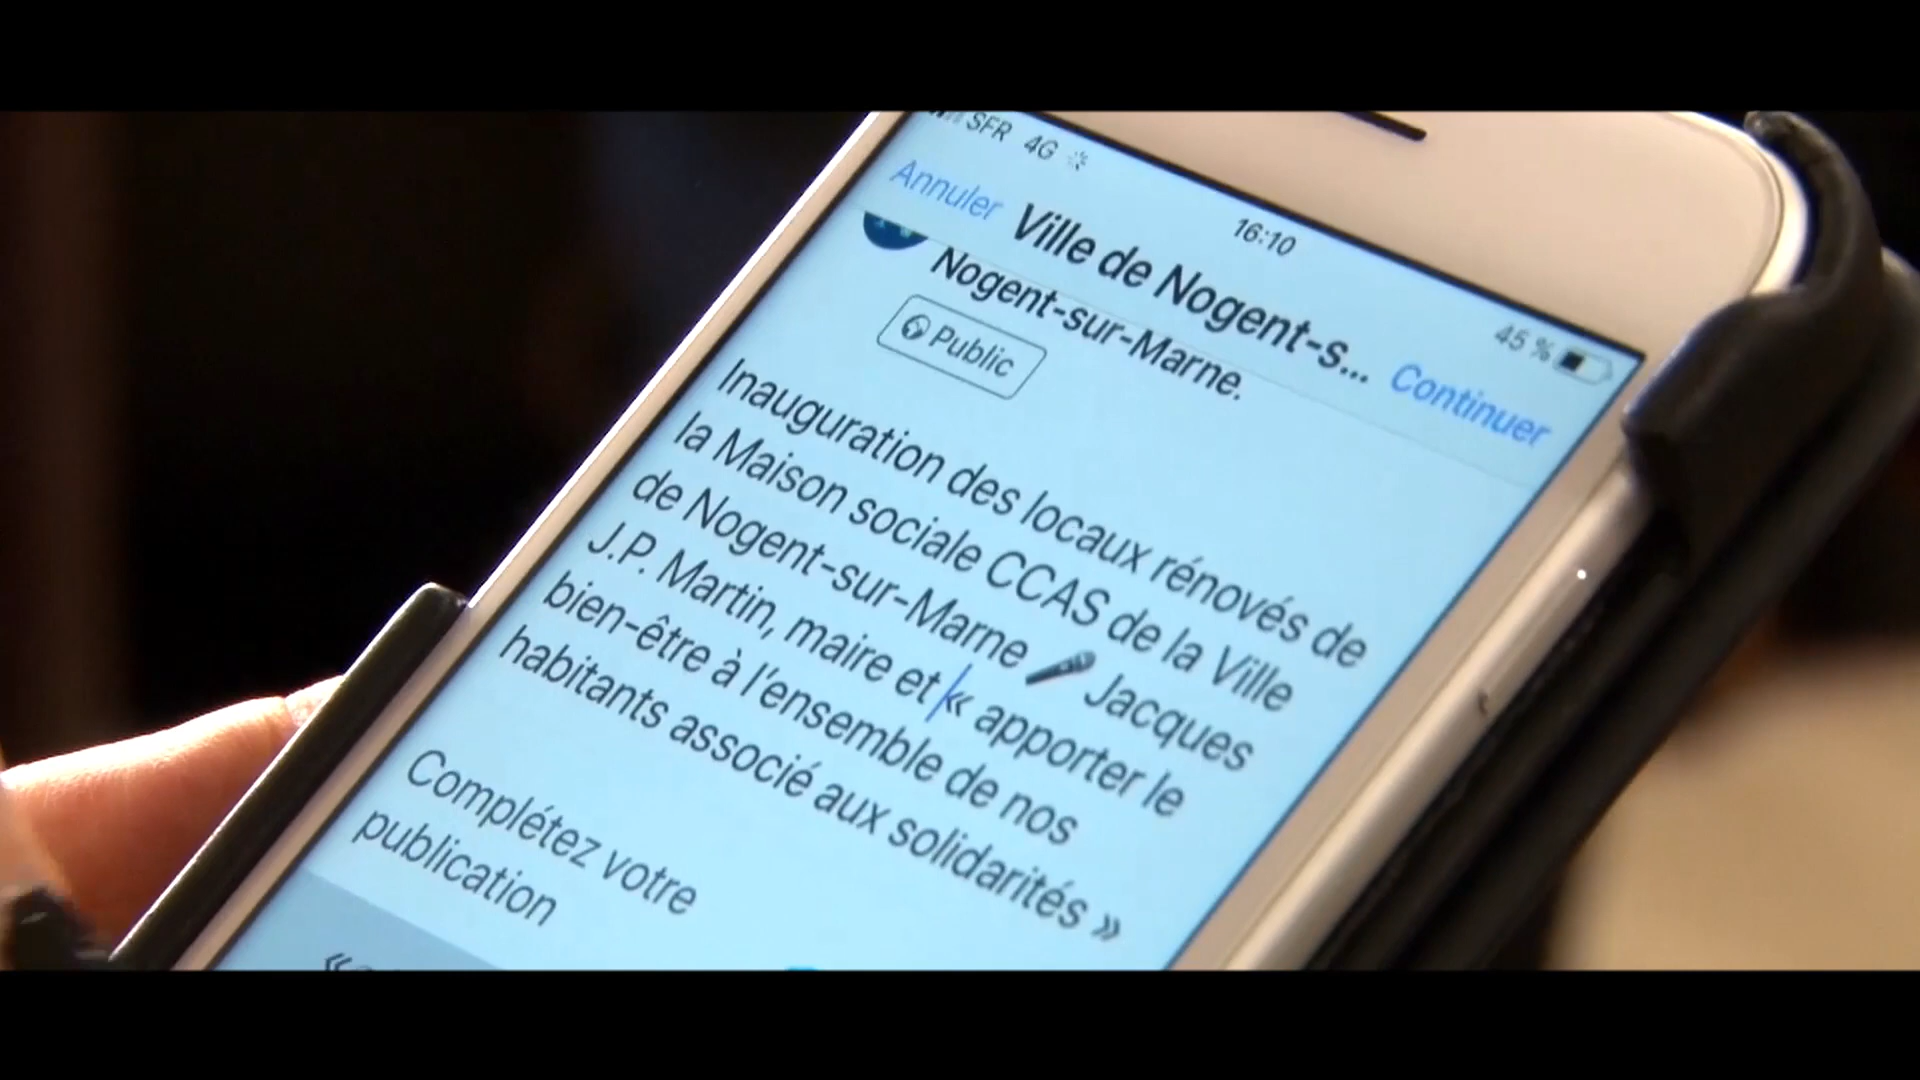 SFR 4G
16:10
45 %
Annuler
Ville de Nogent-s...
Continuer
Nogent-sur-Marne.
Public
Inauguration des locaux rénovés de
la Maison sociale CCAS de la Ville
de Nogent-sur-Marne 🎤 Jacques
J.P. Martin, maire et « apporter le
bien-être à l'ensemble de nos
habitants associé aux solidarités »
Complétez votre
publication